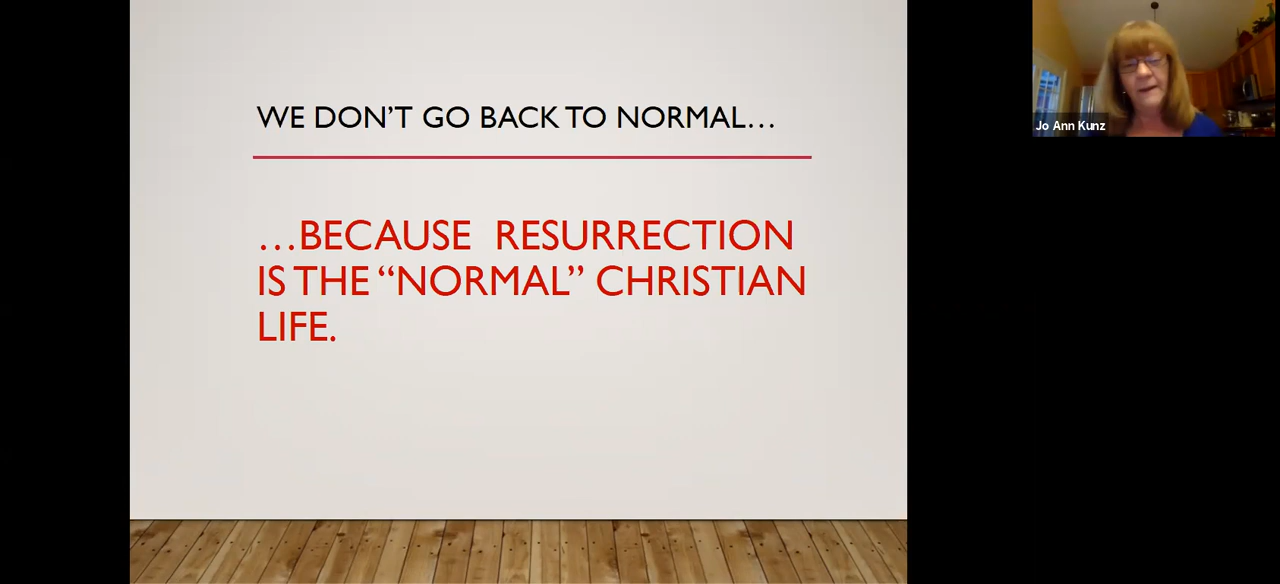 WE DON’T GO BACK TO NORMAL…
…BECAUSE RESURRECTION
IS THE “NORMAL” CHRISTIAN
LIFE.
Jo Ann Kunz